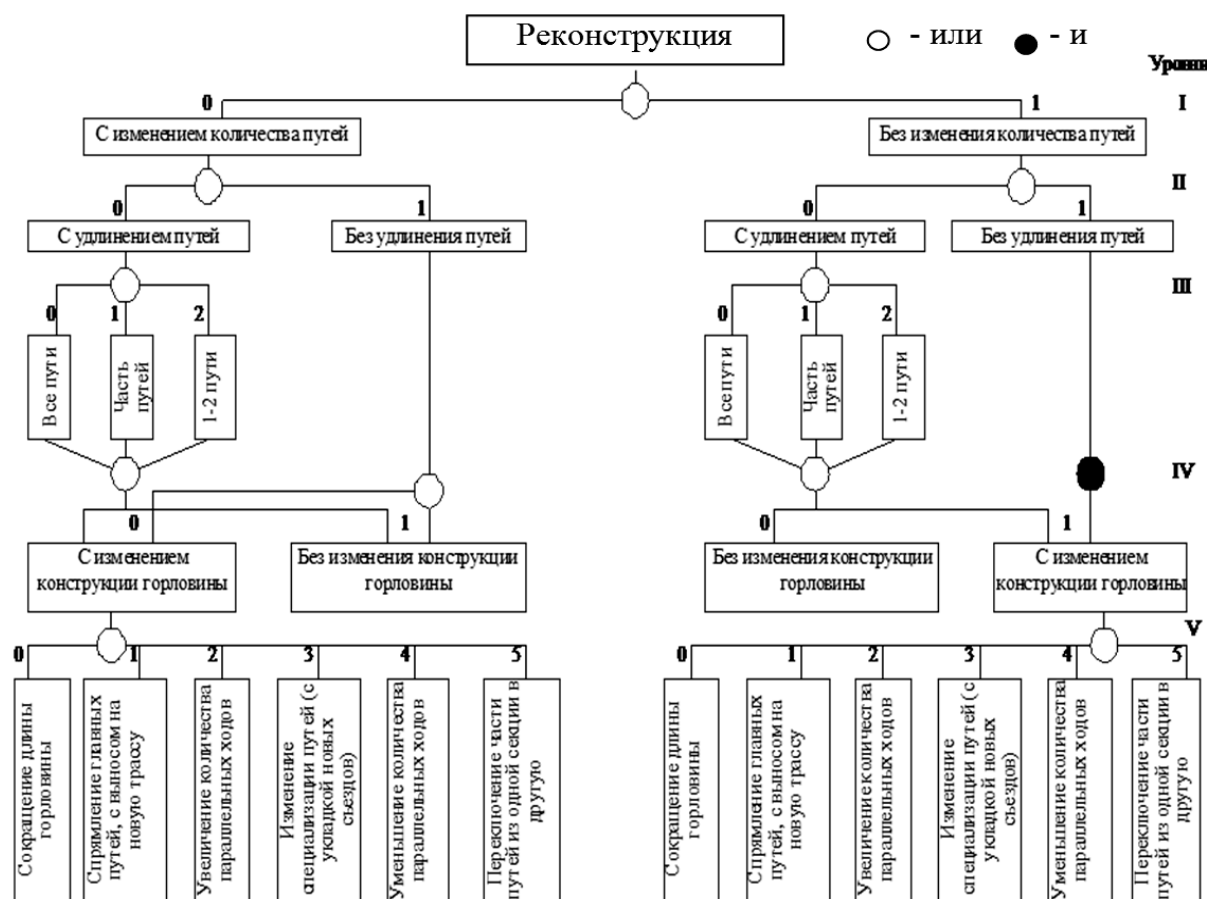 Реконструкция
- или
- и
Уровни
0
1
I
С изменением количества путей
Без изменения количества путей
II
0
1
0
1
С удлинением путей
Без удлинения путей
С удлинением путей
Без удлинения путей
III
0
1
2
0
1
2
Все пути
Часть
путей
1-2 пути
Все пути
Часть
путей
1-2 пути
IV
0
1
0
1
С изменением
конструкции горловины
Без изменения конструкции
горловины
Без изменения конструкции
горловины
С изменением
конструкции горловины
V
0
1
2
3
4
5
0
1
2
3
4
5
Сокращение длины
горловины
Спрямление главных
путей, с выносом на
новую трассу
Увеличение количества
параллельных ходов
Изменение
специализации путей (с
укладкой новых
съездов)
Уменьшение количества
параллельных ходов
Переключение части
путей из одной секции в
другую
Сокращение длины
горловины
Спрямление главных
путей, с выносом на
новую трассу
Увеличение количества
параллельных ходов
Изменение
специализации путей (с
укладкой новых
съездов)
Уменьшение количества
параллельных ходов
Переключение части
путей из одной секции в
другую